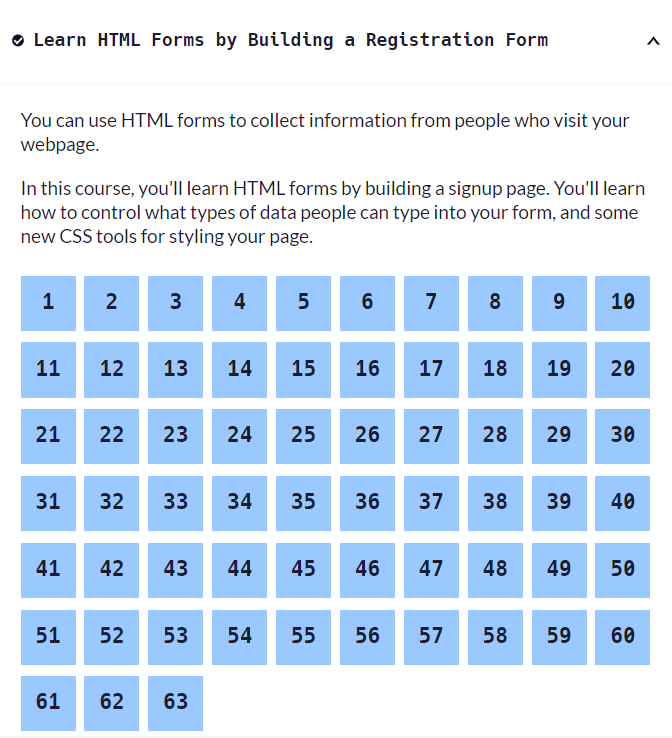 Learn HTML Forms by Building a Registration Form
You can use HTML forms to collect information from people who visit your
webpage.
In this course, you'll learn HTML forms by building a signup page. You'll learn
how to control what types of data people can type into your form, and some
new CSS tools for styling your page.
1 2 3 4 5 6 7 8 9 10
11 12 13 14 15 16 17 18 19 20
21 22 23 24 25 26 27 28 29 30
31 32 33 34 35 36 37 38 39 40
41 42 43 44 45 46 47 48 49 50
51 52 53 54 55 56 57 58 59 60
61 62 63